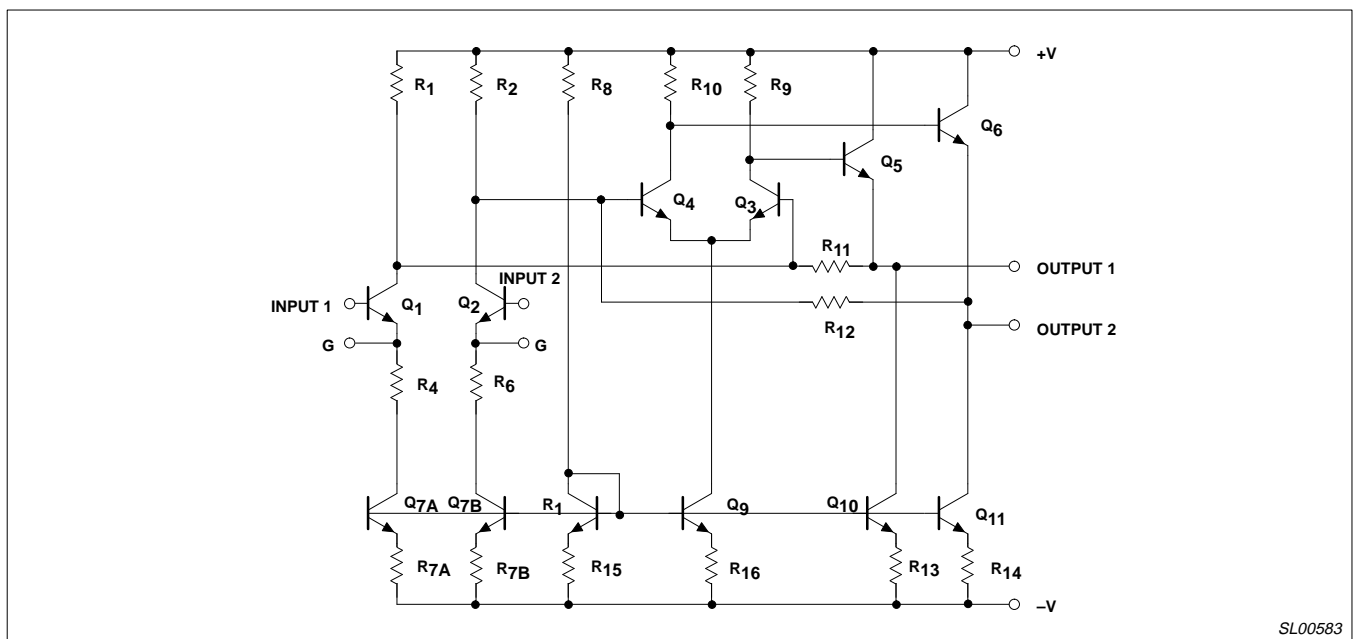 +V
R1
R2
R8
R10
R9
Q6
Q5
Q4
Q3
R11
OUTPUT 1
INPUT 2
INPUT 1
Q1
Q2
R12
OUTPUT 2
G
G
R4
R6
Q7A
Q7B
R1
Q9
Q10
Q11
R7A
R7B
R15
R16
R13
R14
–V
SL00583